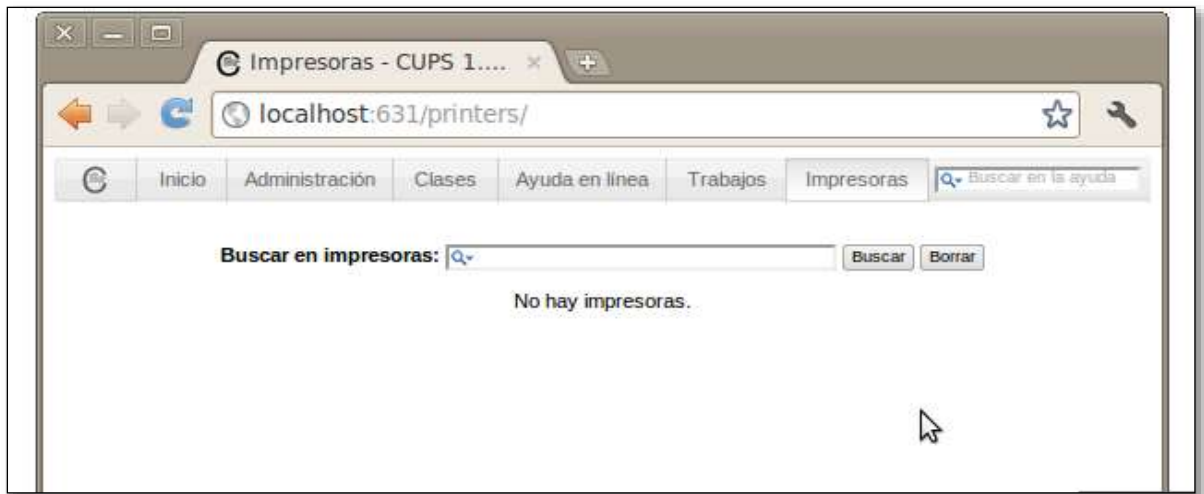 Impresoras - CUPS 1....
localhost:631/printers/
Inicio Administración Clases Ayuda en línea Trabajos Impresoras Buscar en la ayuda
Buscar en impresoras: Buscar Borrar
No hay impresoras.